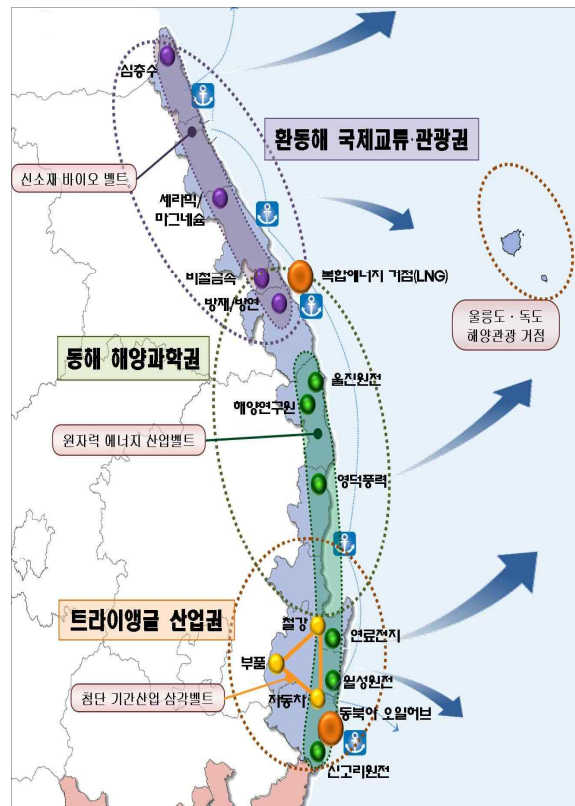 심층수
환동해 국제교류·관광권
신소재 바이오 벨트
세라믹/
마그네슘
비철금속
복합에너지 거점(LNG)
방재/방연
울릉도·독도
해양관광 거점
동해 해양과학권
울진원전
해양연구원
원자력 에너지 산업벨트
영덕풍력
트라이앵글 산업권
철강
연료전지
부품
월성원전
첨단 기간산업 삼각벨트
자동차
동북아 오일허브
신고리원전